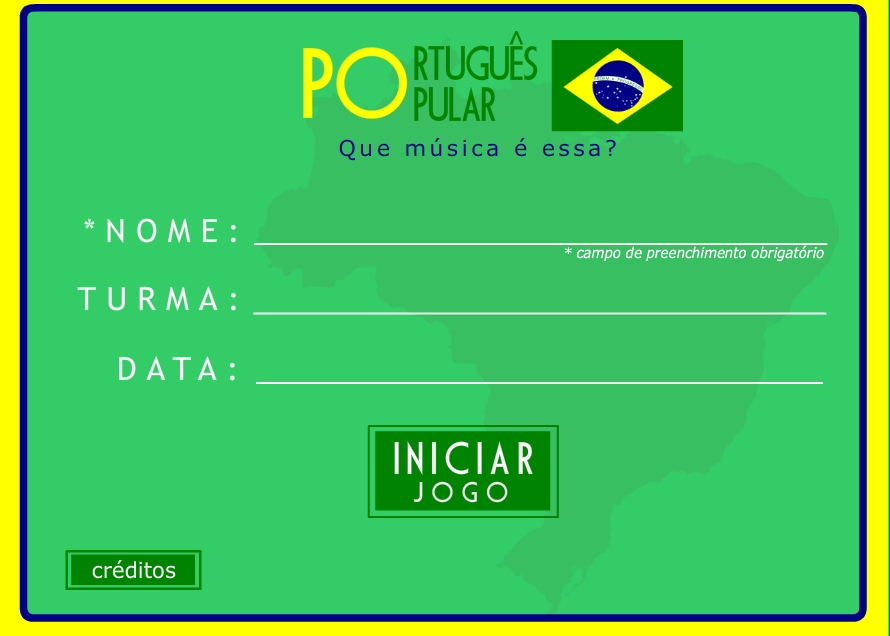 PORTUGUÊS
POPULAR
Que música é essa?
*NOME:
* campo de preenchimento obrigatório
TURMA:
DATA:
INICIAR
JOGO
créditos